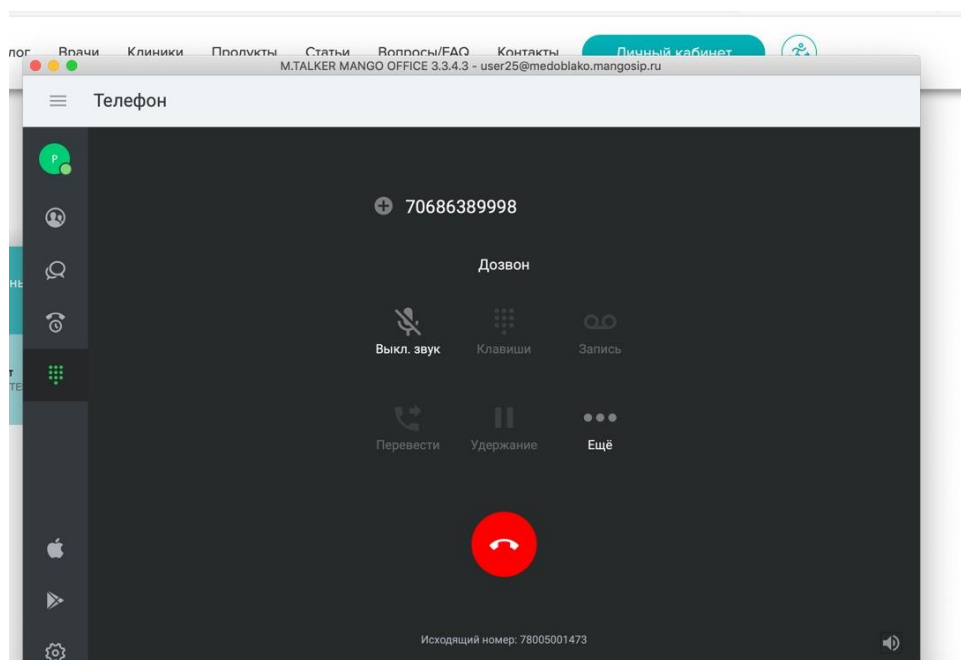 лог Врачи Клиники Продукты Статьи Вопросы/FAQ Контакты Личный кабинет
M.TALKER MANGO OFFICE 3.3.4.3 - user25@medoblako.mangosip.ru
Телефон
P
70686389998
Дозвон
Выкл. звук Клавиши Запись
Перевести Удержание Ещё
Исходящий номер: 78005001473